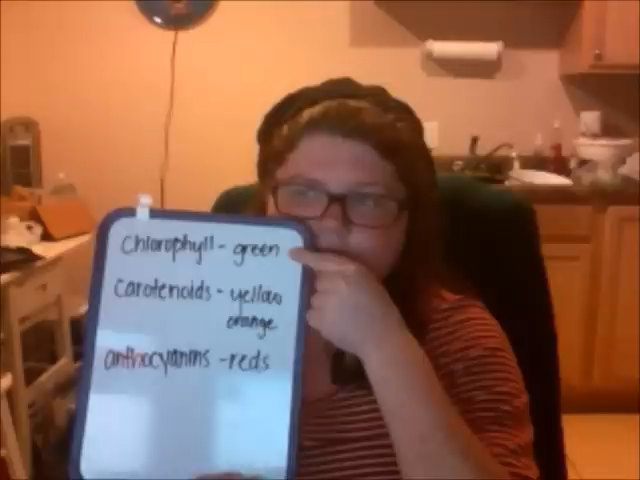 Chlorophyll - green
Carotenoids - yellow
orange
anthocyanins - reds